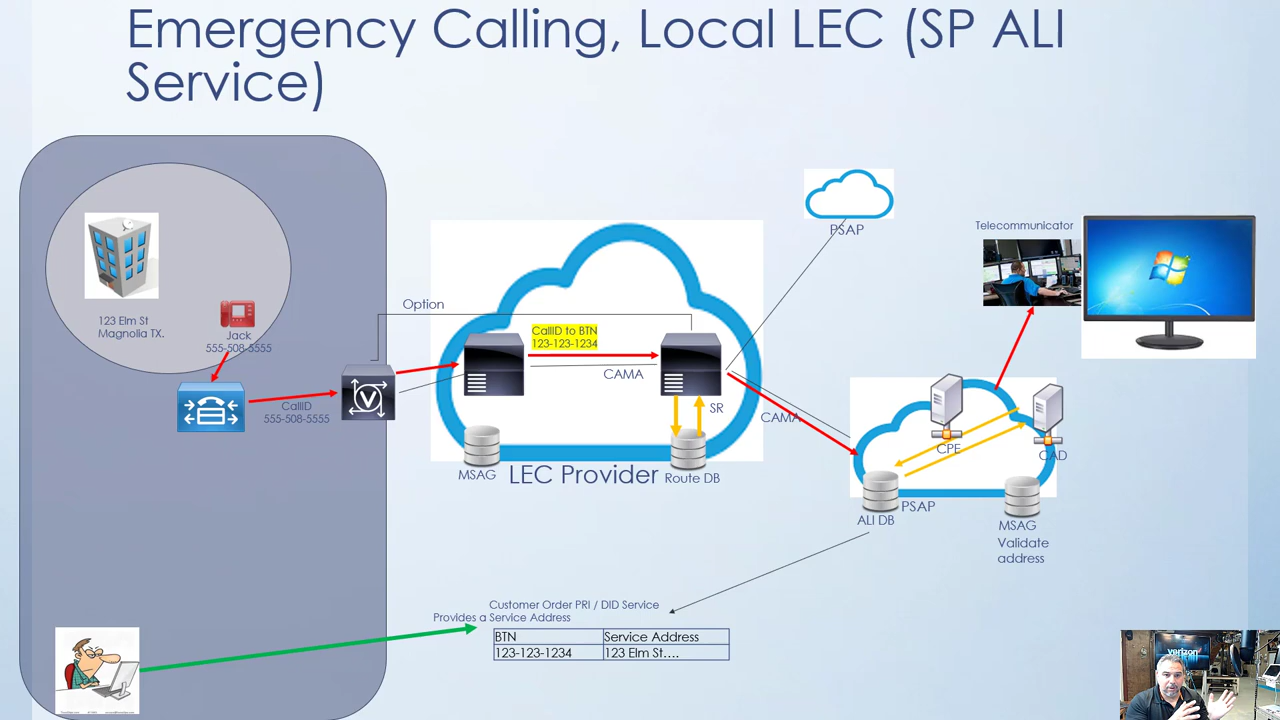 Emergency Calling, Local LEC (SP ALI
Service)
PSAP
Telecommunicator
Option
123 Elm St
Magnolia TX.
Jack
555-508-5555
CallID to BTN
123-123-1234
CAMA
CallID
555-508-5555
SR
CAMA
CPE
CAD
MSAG
LEC Provider
Route DB
PSAP
ALI DB
MSAG
Validate
address
Customer Order PRI / DID Service
Provides a Service Address
BTN Service Address
123-123-1234 123 Elm St....
verizon